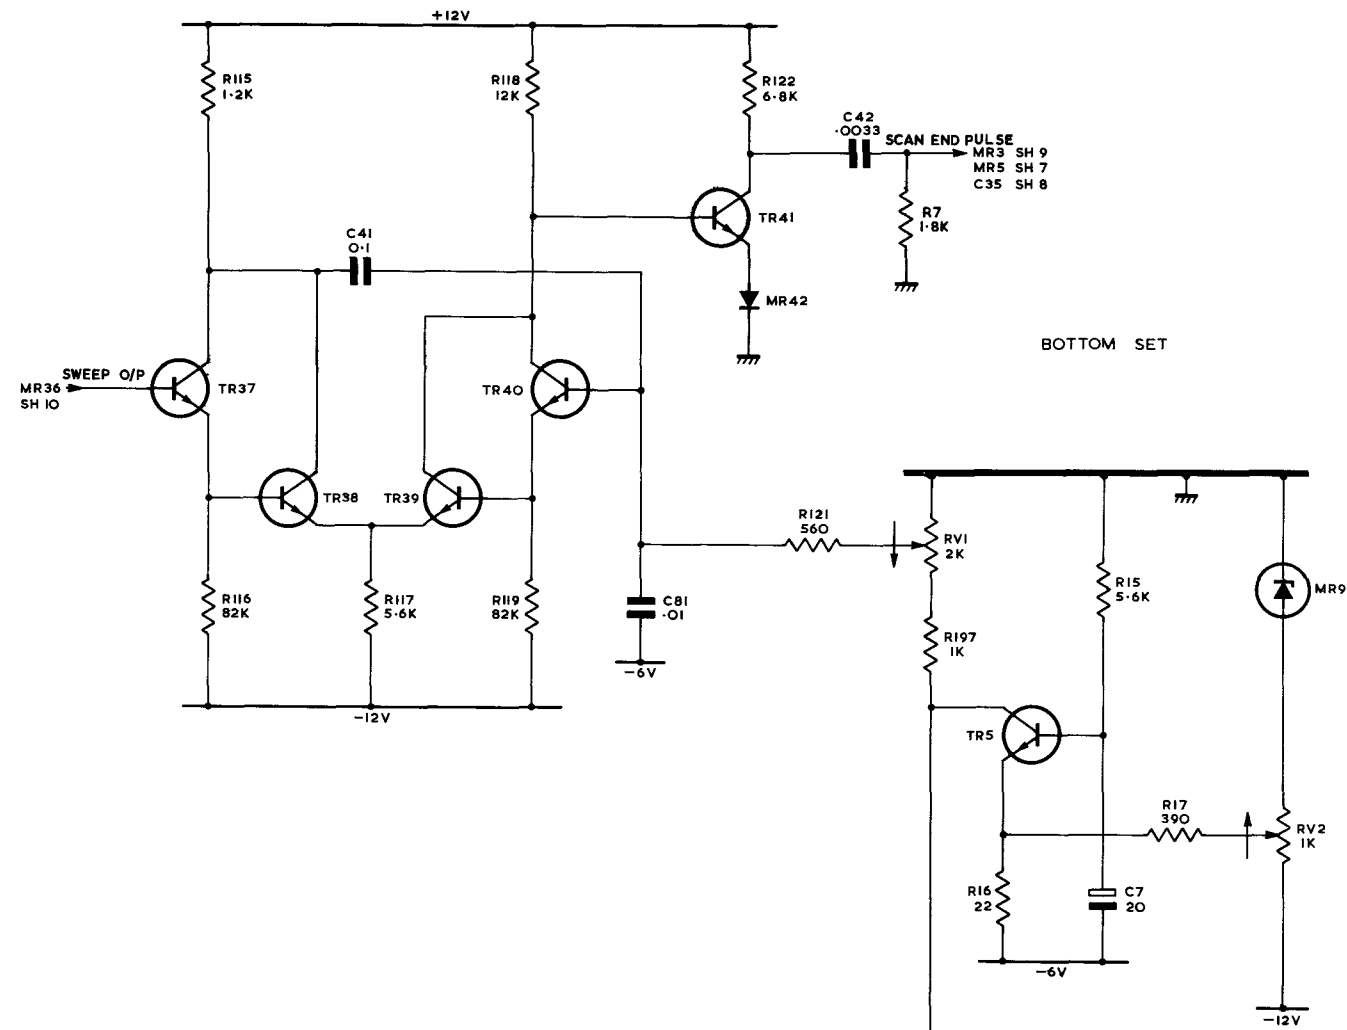 +12V
R115
1·2K
R118
12K
R122
6·8K
C42
·0033
SCAN END PULSE
MR3 SH 9
MR5 SH 7
C35 SH 8
R7
1·8K
TR41
C41
0·1
MR42
BOTTOM SET
SWEEP O/P
MR36
SH 10
TR37
TR40
TR38
TR39
R121
560
RV1
2K
R15
5·6K
MR9
R116
82K
R117
5·6K
R119
82K
C81
·01
R197
1K
-6V
-12V
TR5
R17
390
RV2
1K
R16
22
C7
20
-6V
-12V